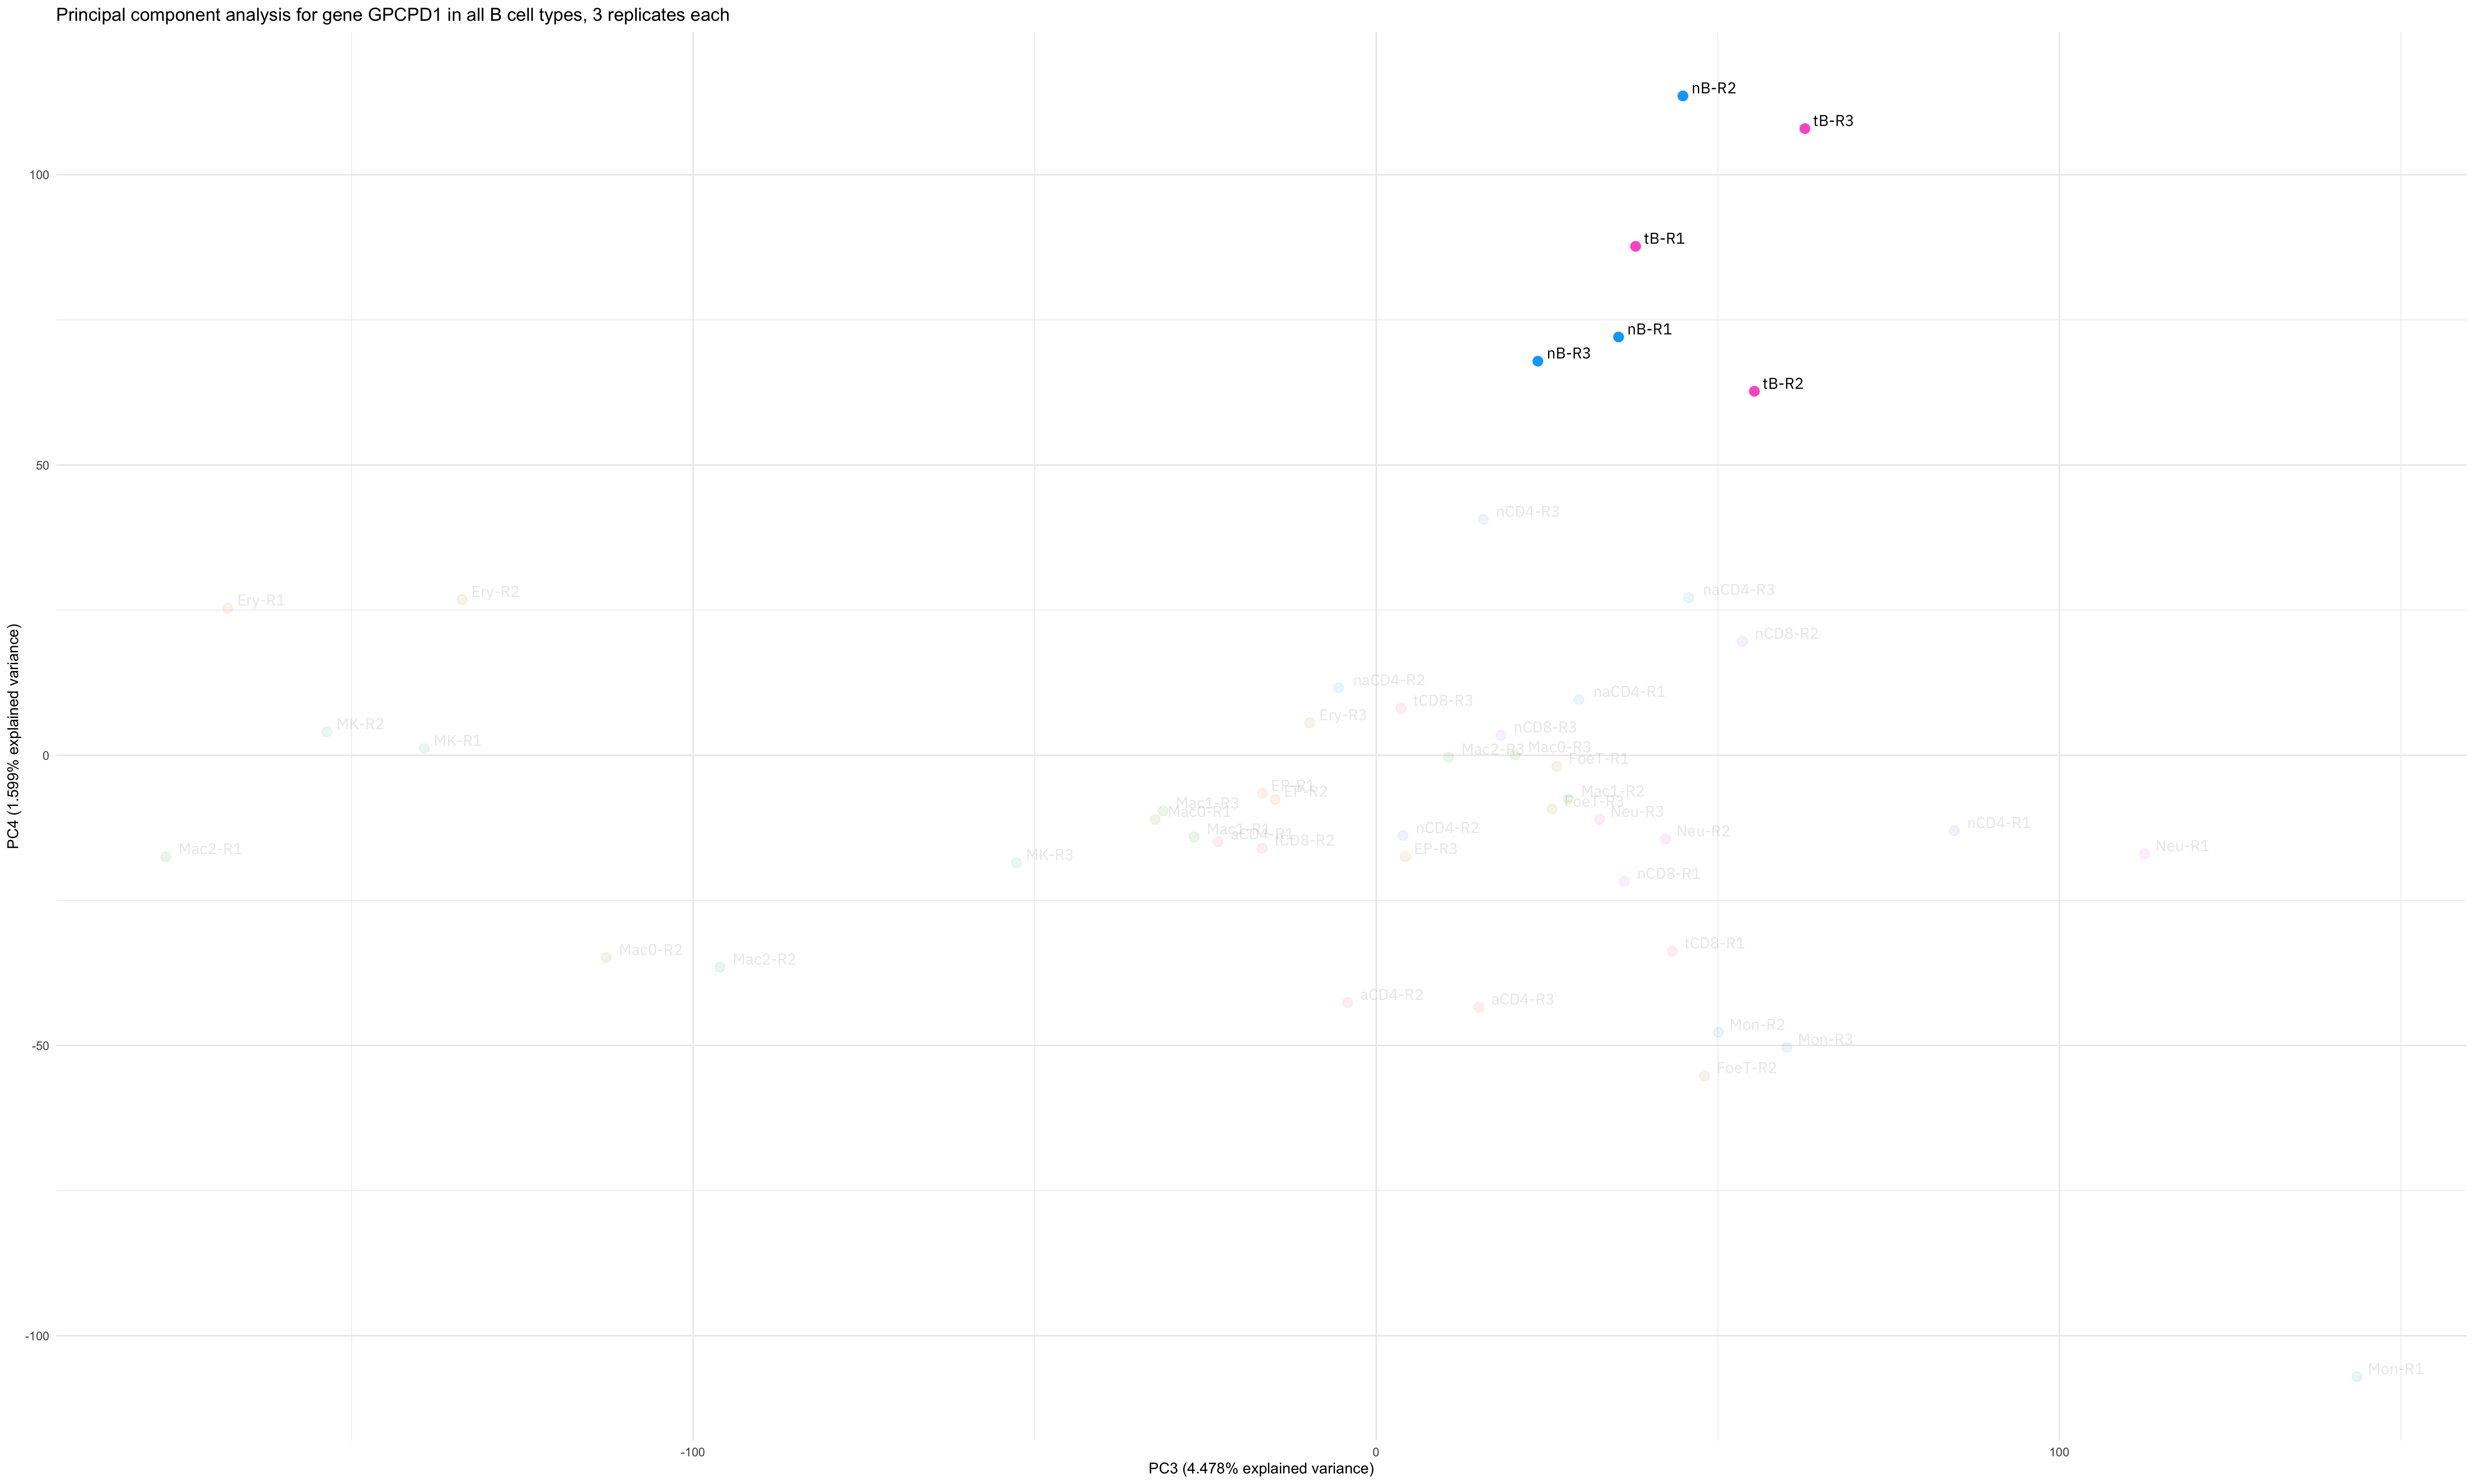 Principal component analysis for gene GPCPD1 in all B cell types, 3 replicates each
nB-R2
tB-R3
100
tB-R1
nB-R1
nB-R3
tB-R2
50
nCD4-R3
naCD4-R3
Ery-R2
Ery-R1
nCD8-R2
naCD4-R2
naCD4-R1
tCD8-R3
Ery-R3
MK-R2
nCD8-R3
MK-R1
Mac0-R3
Mac2-R3
0
FoeT-R1
EP-R1
EP-R2
Mac1-R2
FoeT-R3
Mac1-R3
Mac0-R1
Neu-R3
nCD4-R1
nCD4-R2
Mac1-R1
Neu-R2
aCD4-R1
tCD8-R2
Neu-R1
Mac2-R1
EP-R3
MK-R3
nCD8-R1
tCD8-R1
Mac0-R2
Mac2-R2
aCD4-R2
aCD4-R3
Mon-R2
Mon-R3
-50
FoeT-R2
-100
Mon-R1
PC4 (1.599% explained variance)
-100
0
100
PC3 (4.478% explained variance)